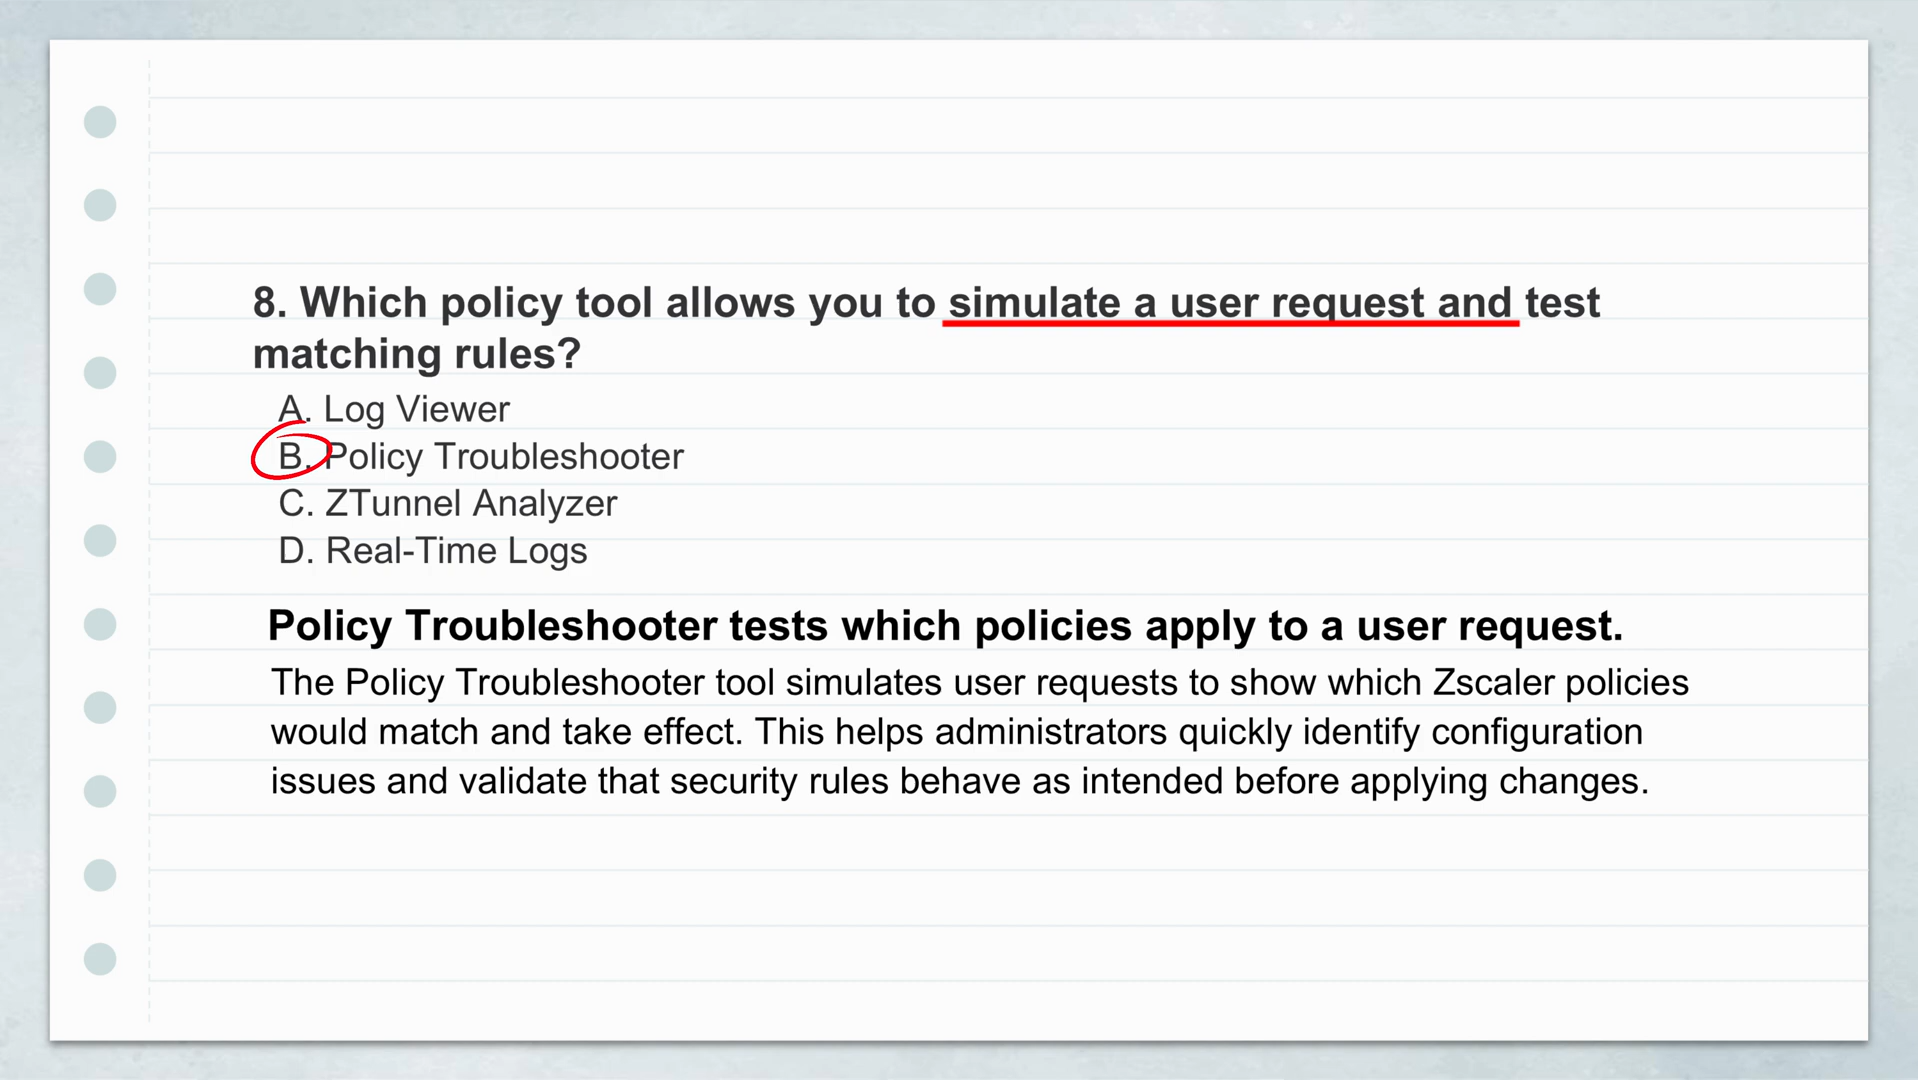 8. Which policy tool allows you to simulate a user request and test
matching rules?
A. Log Viewer
B. Policy Troubleshooter
C. ZTunnel Analyzer
D. Real-Time Logs
Policy Troubleshooter tests which policies apply to a user request.
The Policy Troubleshooter tool simulates user requests to show which Zscaler policies
would match and take effect. This helps administrators quickly identify configuration
issues and validate that security rules behave as intended before applying changes.